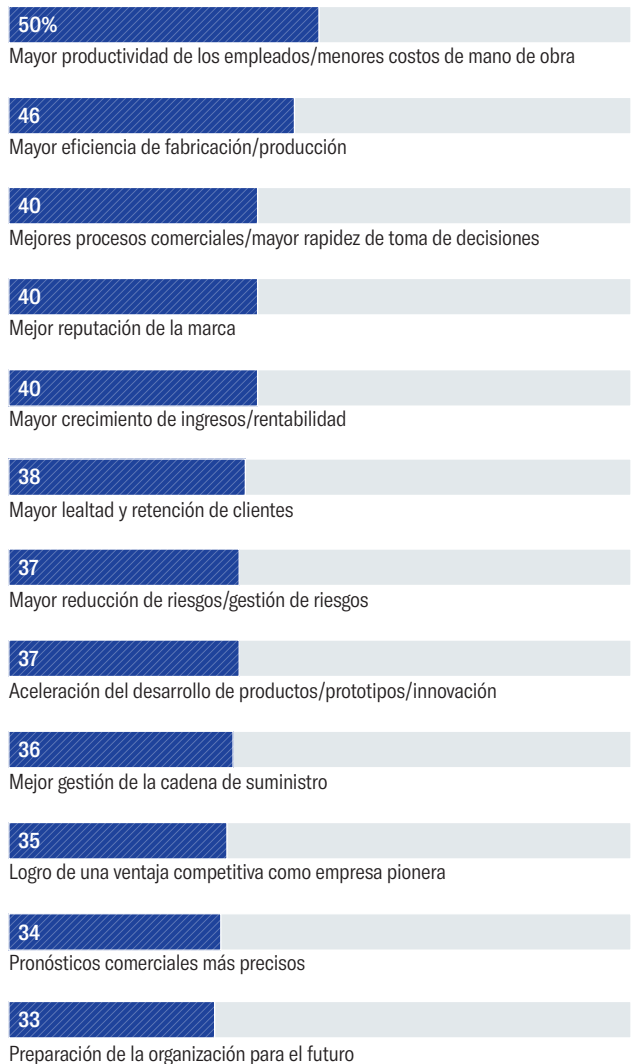 50%
Mayor productividad de los empleados/menores costos de mano de obra
46
Mayor eficiencia de fabricación/producción
40
Mejores procesos comerciales/mayor rapidez de toma de decisiones
40
Mejor reputación de la marca
40
Mayor crecimiento de ingresos/rentabilidad
38
Mayor lealtad y retención de clientes
37
Mayor reducción de riesgos/gestión de riesgos
37
Aceleración del desarrollo de productos/prototipos/innovación
36
Mejor gestión de la cadena de suministro
35
Logro de una ventaja competitiva como empresa pionera
34
Pronósticos comerciales más precisos
33
Preparación de la organización para el futuro